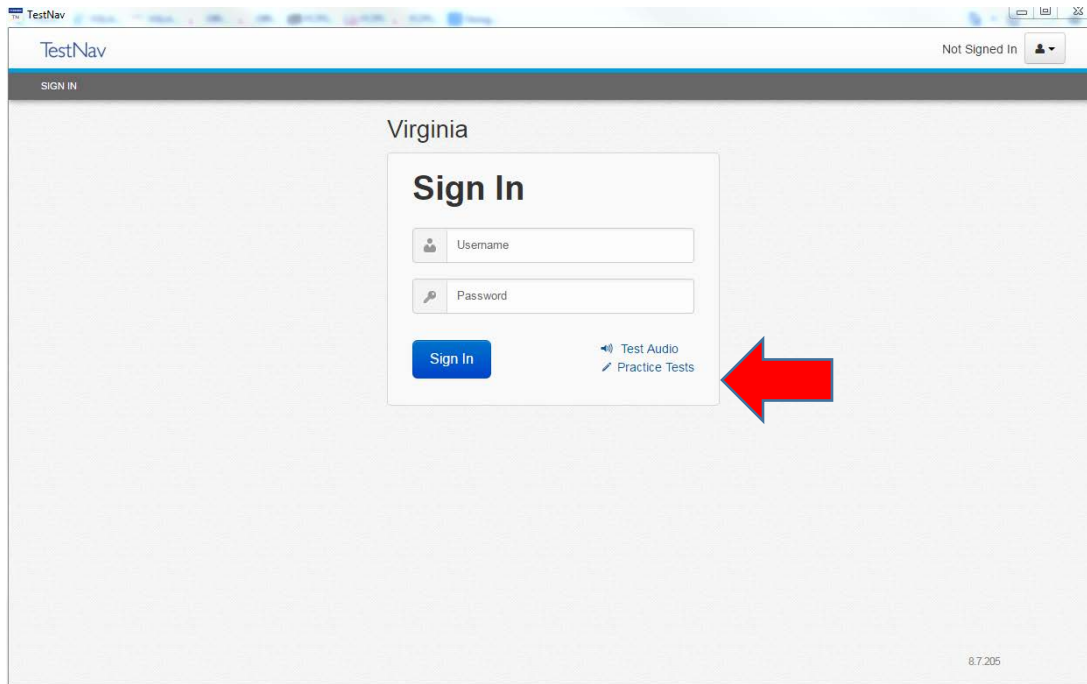 TestNav
TestNav
Not Signed In
SIGN IN
Virginia
Sign In
Username
Password
Sign In
Test Audio
Practice Tests
8.7.205